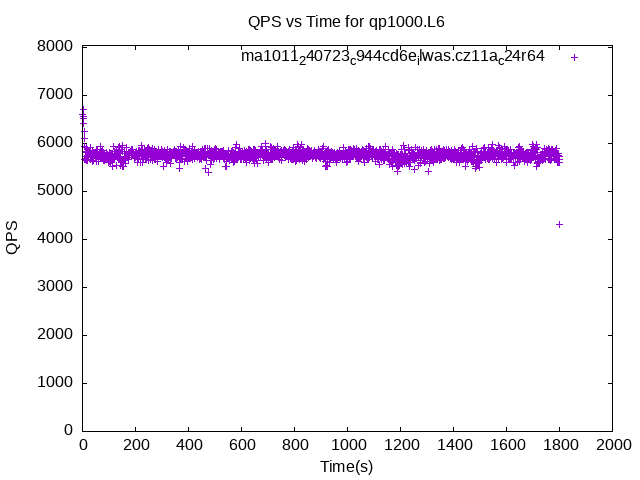 QPS vs Time for qp1000.L6
ma1011₂40723꜀944cd6eᵢlwas.cz11a꜀24r64
8000
7000
6000
5000
4000
3000
2000
1000
0
QPS
0 200 400 600 800 1000 1200 1400 1600 1800 2000
Time(s)